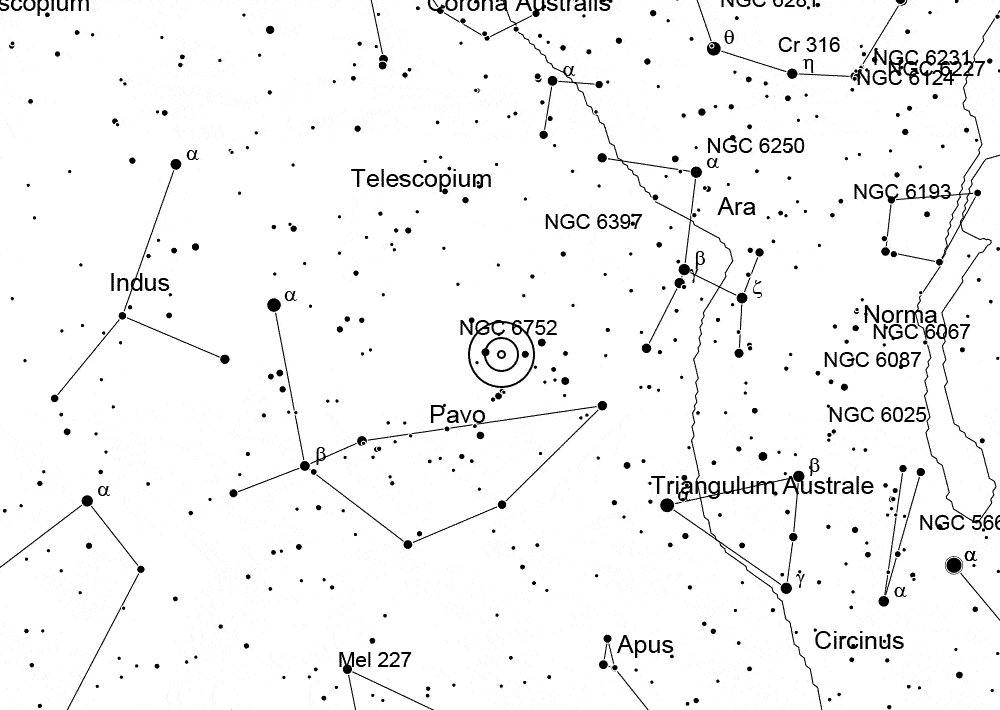 scopium
Corona Australis
NGC 6281
θ
Cr 316
η
NGC 6231
NGC 6227
NGC 6124
α
NGC 6250
α
α
Telescopium
NGC 6193
Ara
NGC 6397
β
γ
ζ
Indus
α
Norma
NGC 6067
NGC 6752
NGC 6087
Pavo
NGC 6025
β
β
Triangulum Australe
α
α
NGC 566
α
γ
α
Circinus
Apus
Mel 227